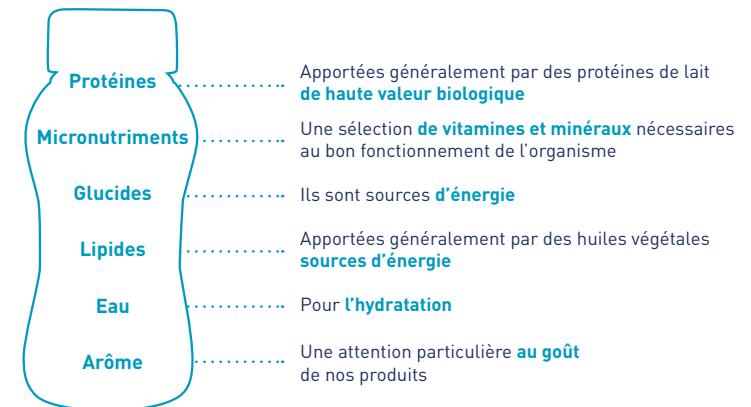 Protéines
Apportées généralement par des protéines de lait
de haute valeur biologique
Micronutriments
Une sélection de vitamines et minéraux nécessaires
au bon fonctionnement de l'organisme
Glucides
Ils sont sources d'énergie
Lipides
Apportées généralement par des huiles végétales
sources d'énergie
Eau
Pour l'hydratation
Arôme
Une attention particulière au goût
de nos produits